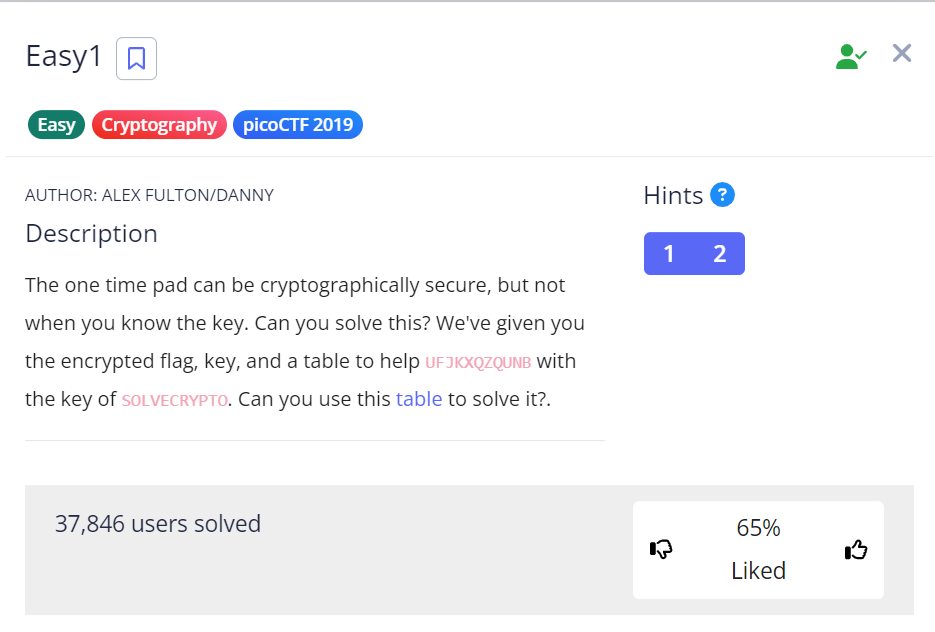 Easy1
Easy Cryptography picoCTF 2019
AUTHOR: ALEX FULTON/DANNY
Description
The one time pad can be cryptographically secure, but not
when you know the key. Can you solve this? We've given you
the encrypted flag, key, and a table to help UFJKXQZQUNB with
the key of SOLVECRYPTO. Can you use this table to solve it?.
Hints ?
1 2
37,846 users solved
65%
Liked